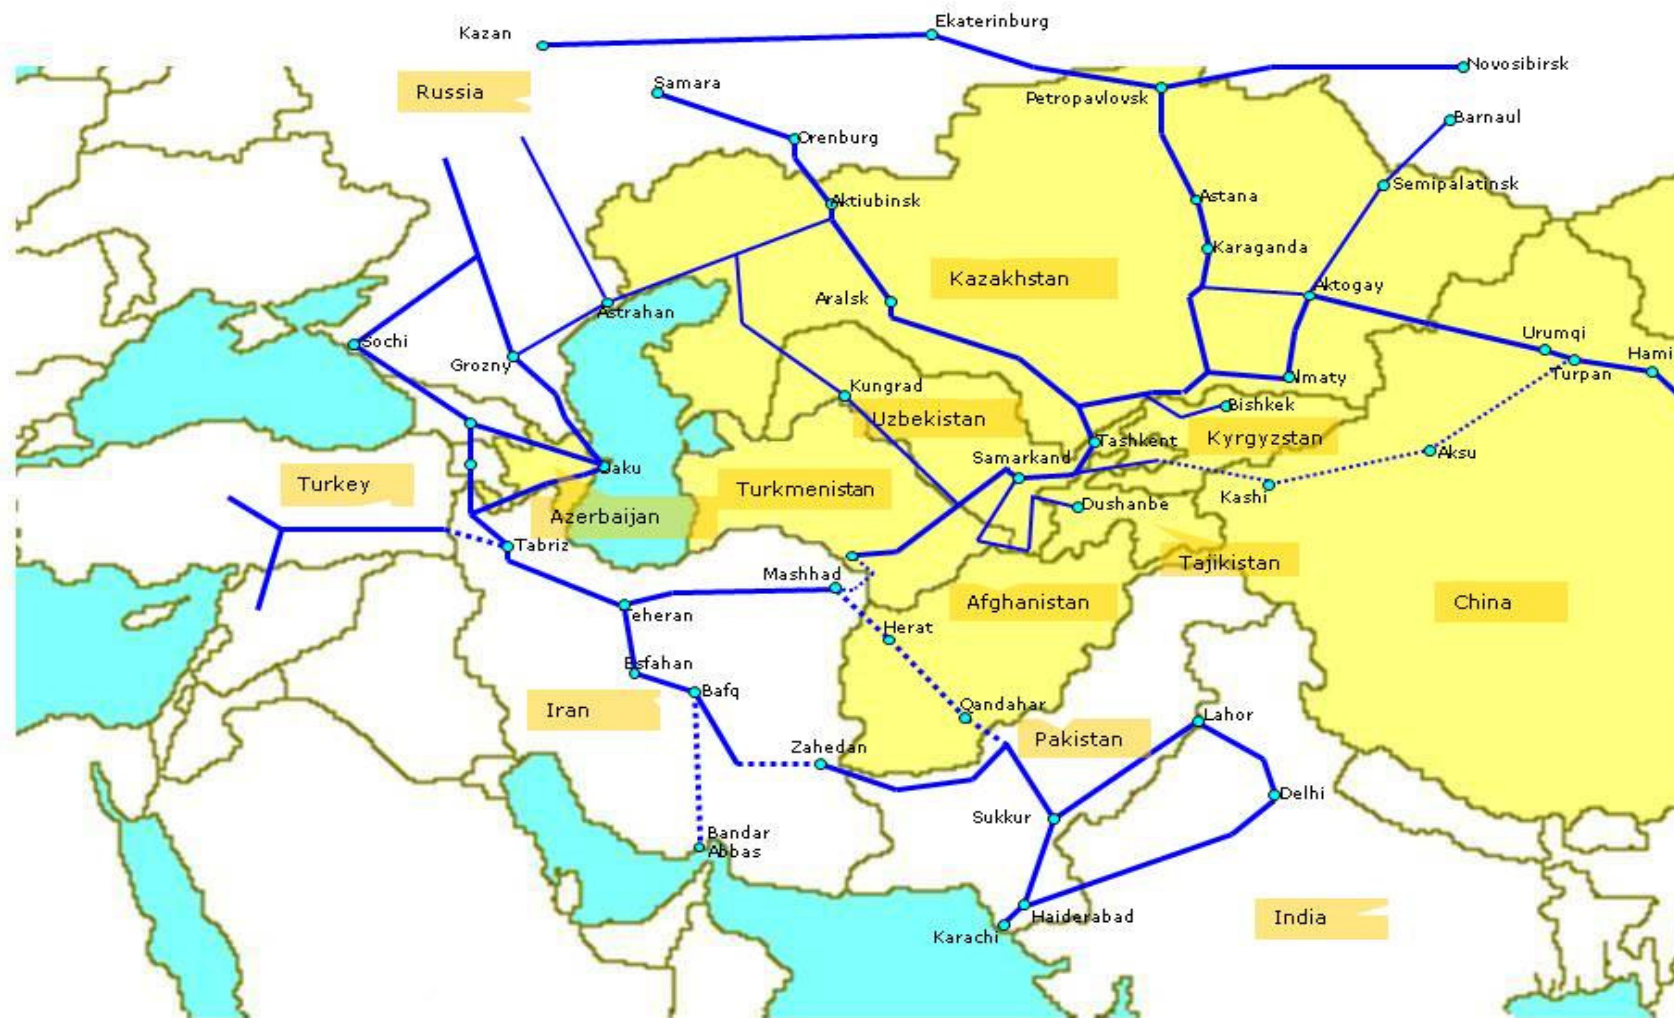 Ekaterinburg
Kazan
Novosibirsk
Samara
Russia
Petropavlovsk
Barnaul
Orenburg
Semipalatinsk
Aktiubinsk
Astana
Karaganda
Kazakhstan
Aktogay
Aralsk
Astrahan
Sochi
Urumqi
Hami
Grozny
Turpan
Almaty
Kungrad
Bishkek
Uzbekistan
Kyrgyzstan
Tashkent
Aksu
Samarkand
Baku
Turkey
Turkmenistan
Kashi
Dushanbe
Azerbaijan
Tabriz
Tajikistan
Mashhad
Afghanistan
China
Teheran
Herat
Esfahan
Bafq
Qandahar
Iran
Lahor
Pakistan
Zahedan
Delhi
Sukkur
Bandar
Abbas
Haiderabad
India
Karachi